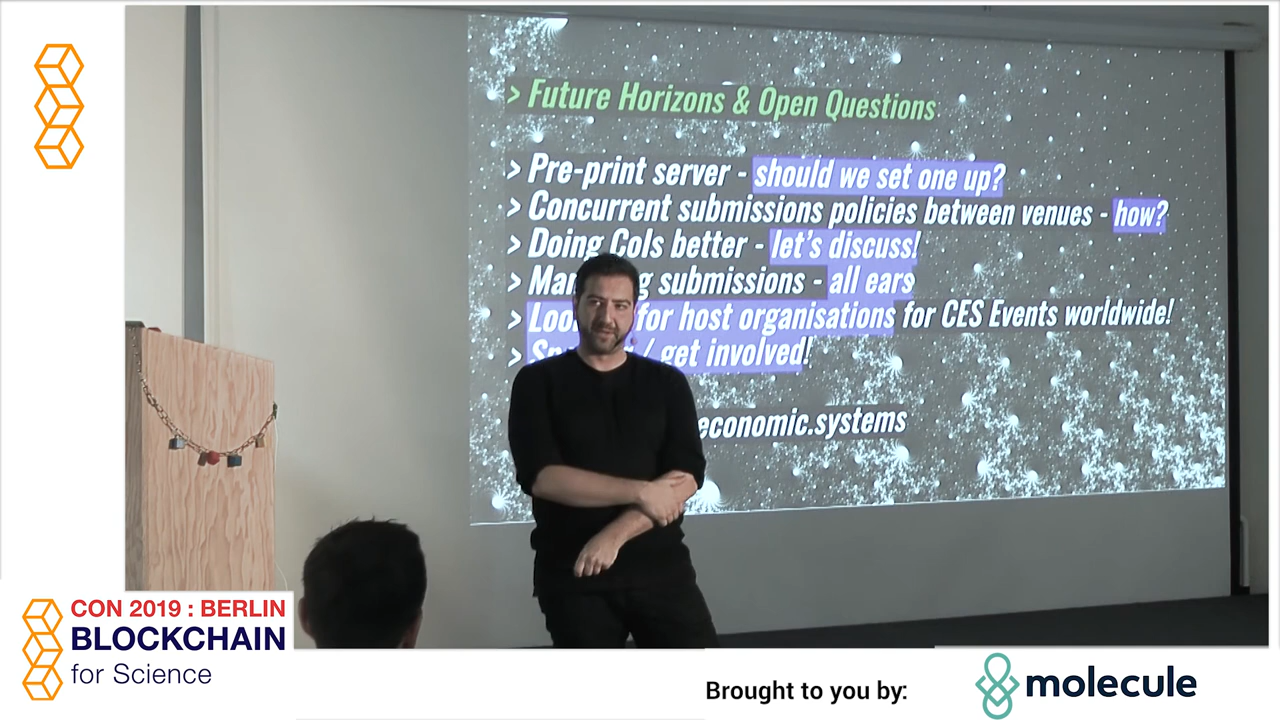 > Future Horizons & Open Questions
> Pre-print server - should we set one up?
> Concurrent submissions policies between venues - how?
> Doing CoIs better - let's discuss!
> Man g submissions - all ears
> Loo for host organisations for CES Events worldwide!
> / get involved!
economic.systems
CON 2019 : BERLIN
BLOCKCHAIN
for Science
Brought to you by:
molecule